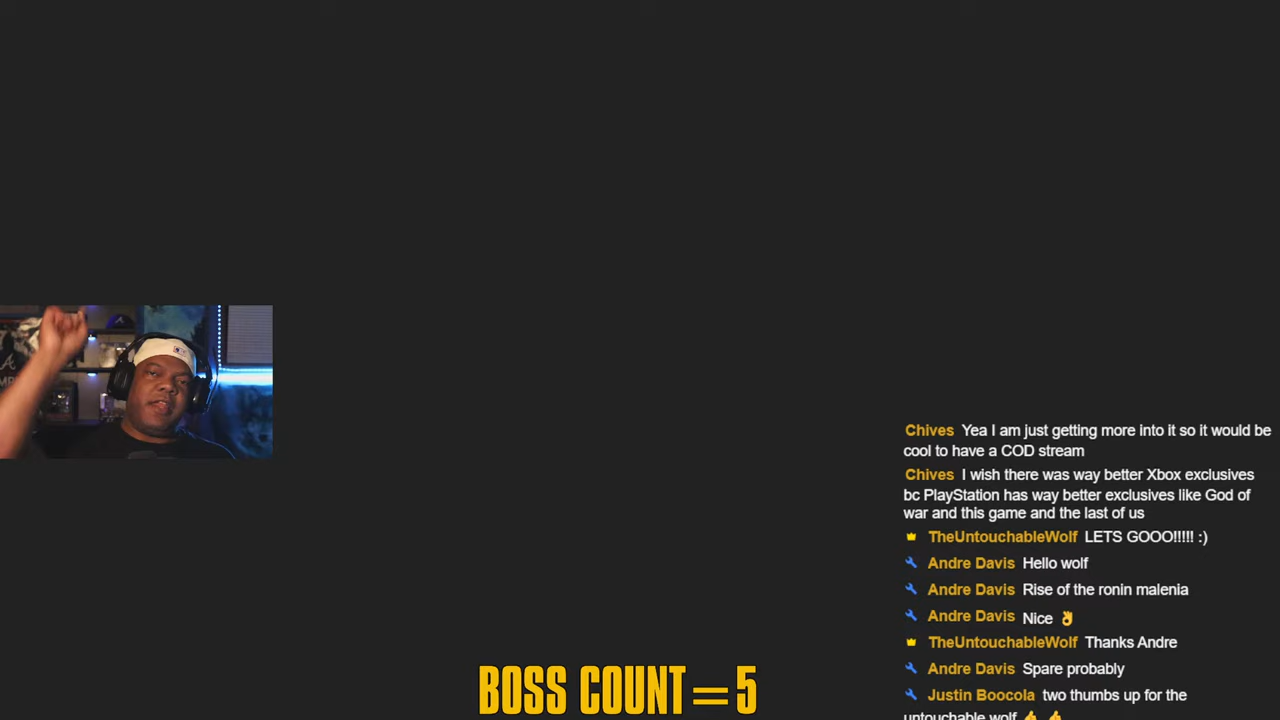 Chives Yea I am just getting more into it so it would be
cool to have a COD stream
Chives I wish there was way better Xbox exclusives
bc PlayStation has way better exclusives like God of
war and this game and the last of us
TheUntouchableWolf LETS GOOO!!!!! :)
Andre Davis Hello wolf
Andre Davis Rise of the ronin malenia
Andre Davis Nice 👌
TheUntouchableWolf Thanks Andre
Andre Davis Spare probably
Justin Boocola two thumbs up for the
untouchable wolf 👍 👍
BOSS COUNT=5